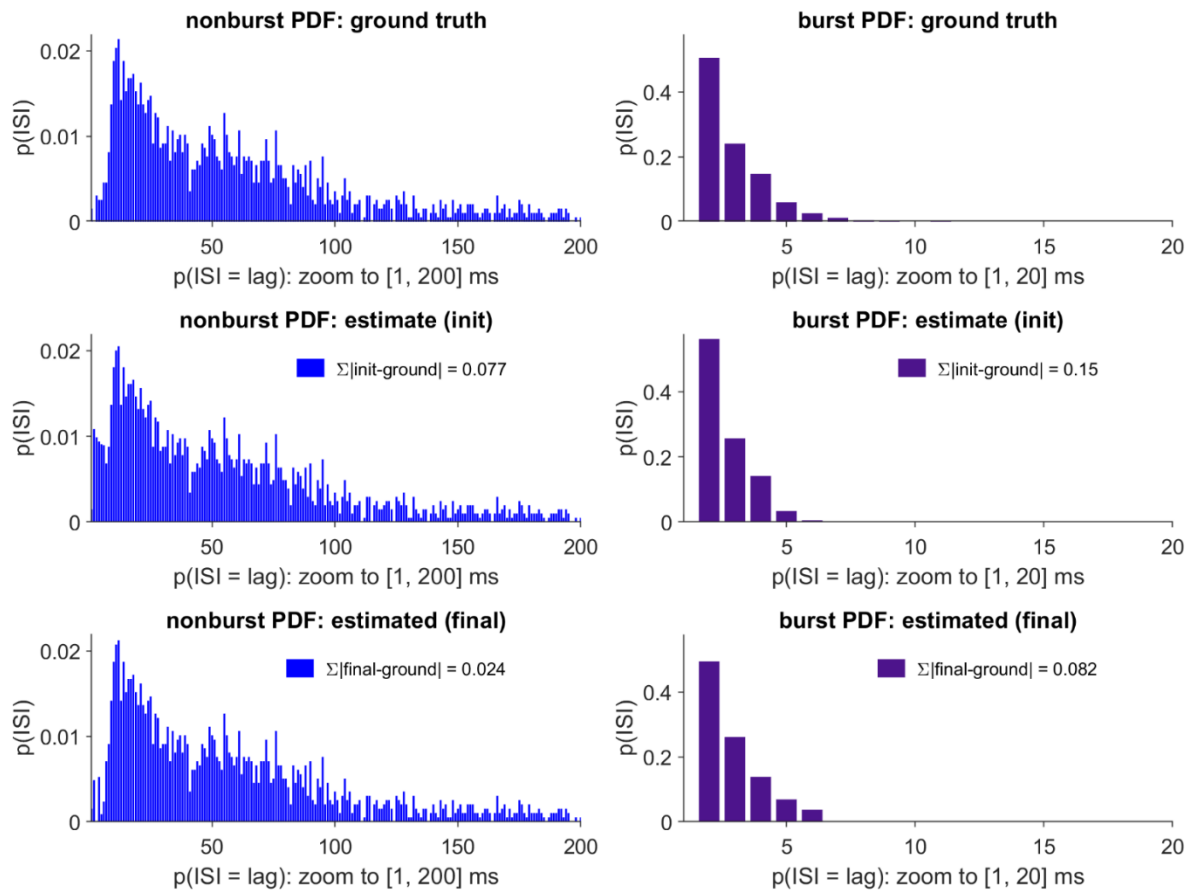 nonburst PDF: ground truth
0.02
0.01
0
p(ISI)
50
100
150
200
p(ISI = lag): zoom to [1, 200] ms
burst PDF: ground truth
0.4
0.2
0
p(ISI)
5
10
15
20
p(ISI = lag): zoom to [1, 20] ms
nonburst PDF: estimate (init)
Σ|init-ground| = 0.077
0.02
0.01
0
p(ISI)
50
100
150
200
p(ISI = lag): zoom to [1, 200] ms
burst PDF: estimate (init)
Σ|init-ground| = 0.15
0.4
0.2
0
p(ISI)
5
10
15
20
p(ISI = lag): zoom to [1, 20] ms
nonburst PDF: estimated (final)
Σ|final-ground| = 0.024
0.02
0.01
0
p(ISI)
50
100
150
200
p(ISI = lag): zoom to [1, 200] ms
burst PDF: estimated (final)
Σ|final-ground| = 0.082
0.4
0.2
0
p(ISI)
5
10
15
20
p(ISI = lag): zoom to [1, 20] ms